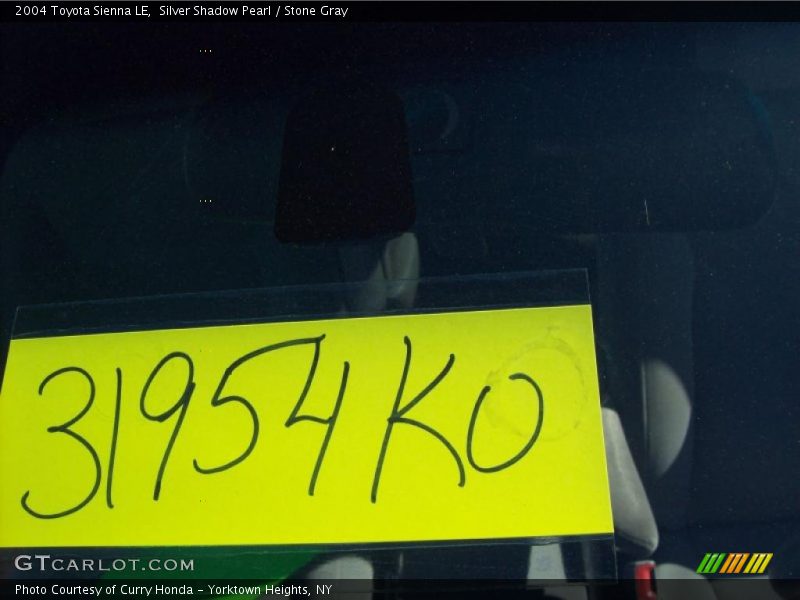 2004 Toyota Sienna LE,  Silver Shadow Pearl / Stone Gray
31954KO
GTCARLOT.COM
Photo Courtesy of Curry Honda - Yorktown Heights, NY